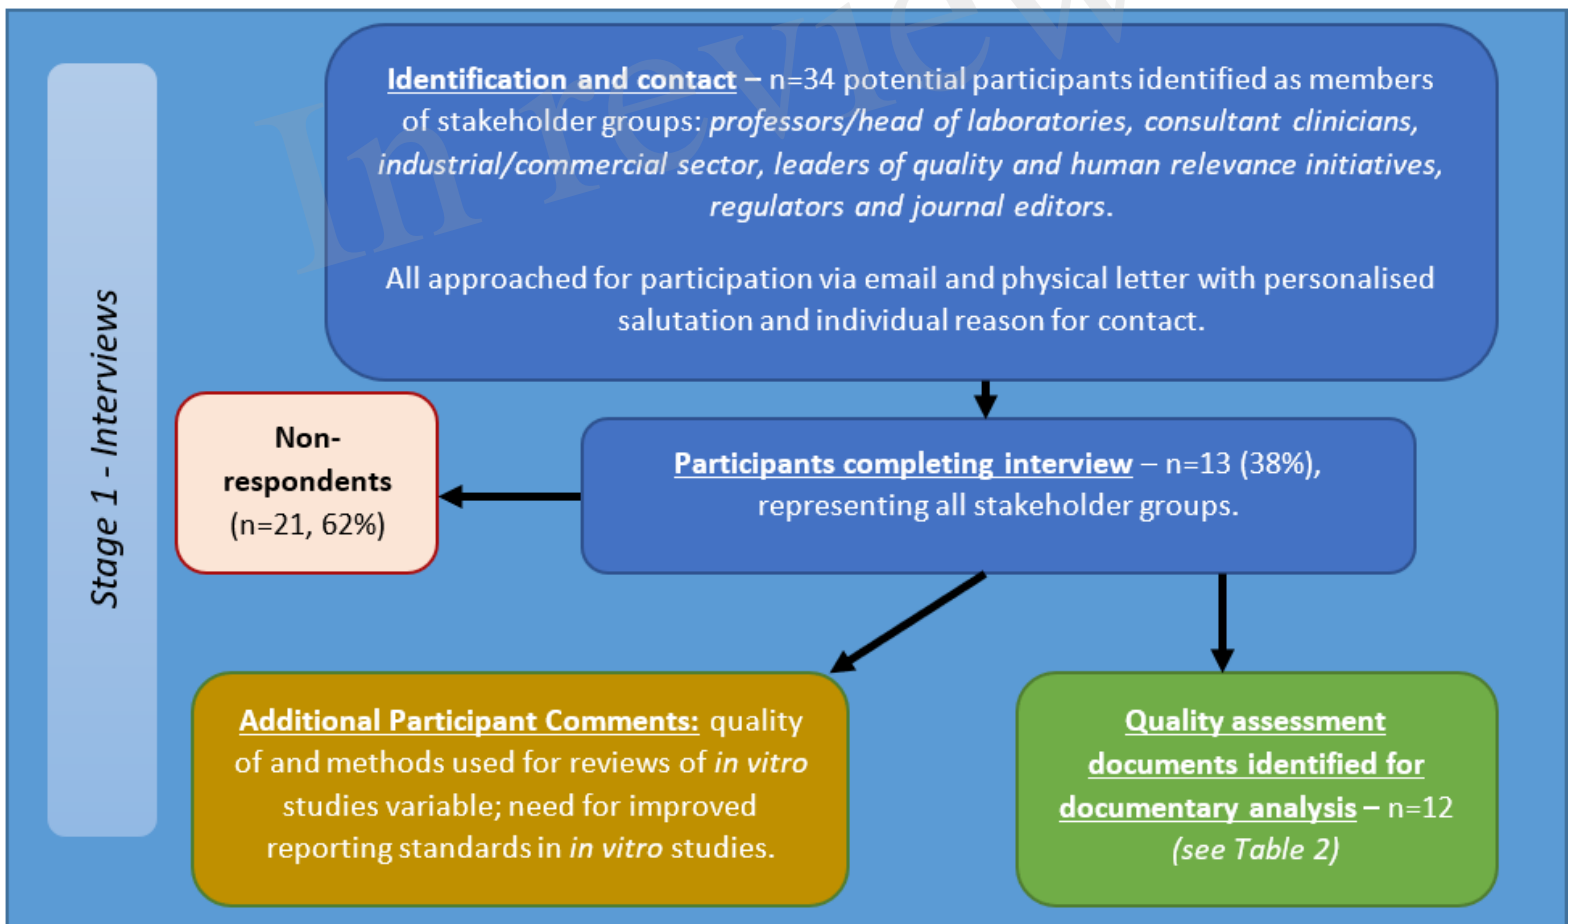 In review
Identification and contact – n=34 potential participants identified as members
of stakeholder groups: professors/head of laboratories, consultant clinicians,
industrial/commercial sector, leaders of quality and human relevance initiatives,
regulators and journal editors.
All approached for participation via email and physical letter with personalised
salutation and individual reason for contact.
Stage 1 - Interviews
Non-
respondents
(n=21, 62%)
Participants completing interview – n=13 (38%),
representing all stakeholder groups.
Additional Participant Comments: quality
of and methods used for reviews of in vitro
studies variable; need for improved
reporting standards in in vitro studies.
Quality assessment
documents identified for
documentary analysis – n=12
(see Table 2)